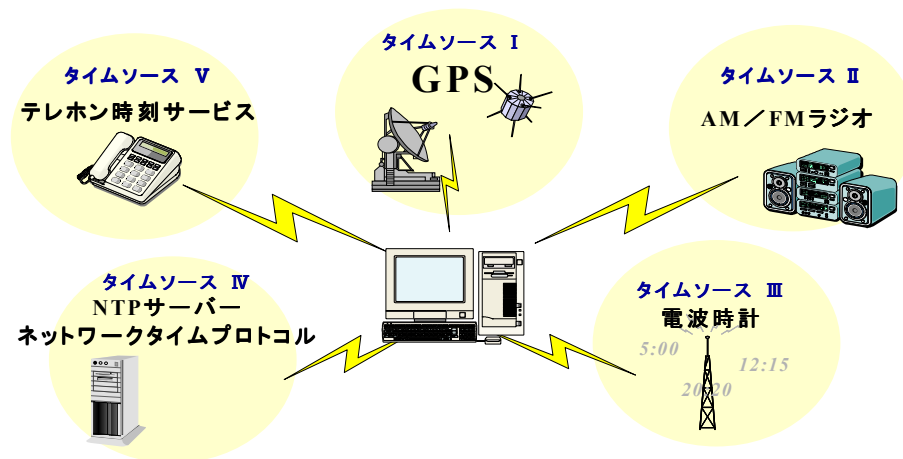 タイムソース Ⅰ
GPS
タイムソース Ⅱ
AM／FMラジオ
タイムソース Ⅲ
電波時計
5:00
12:15
20:20
タイムソース Ⅳ
NTPサーバー
ネットワークタイムプロトコル
タイムソース Ⅴ
テレホン時刻サービス